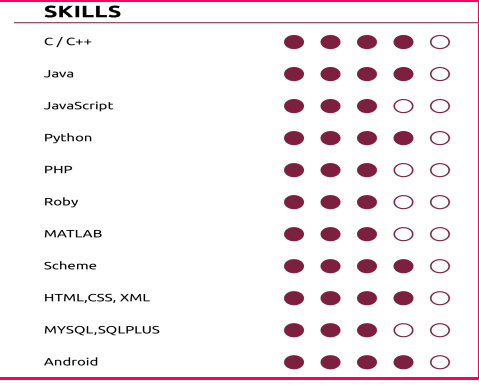 SKILLS
C / C++
Java
JavaScript
Python
PHP
Roby
MATLAB
Scheme
HTML,CSS, XML
MYSQL,SQLPLUS
Android